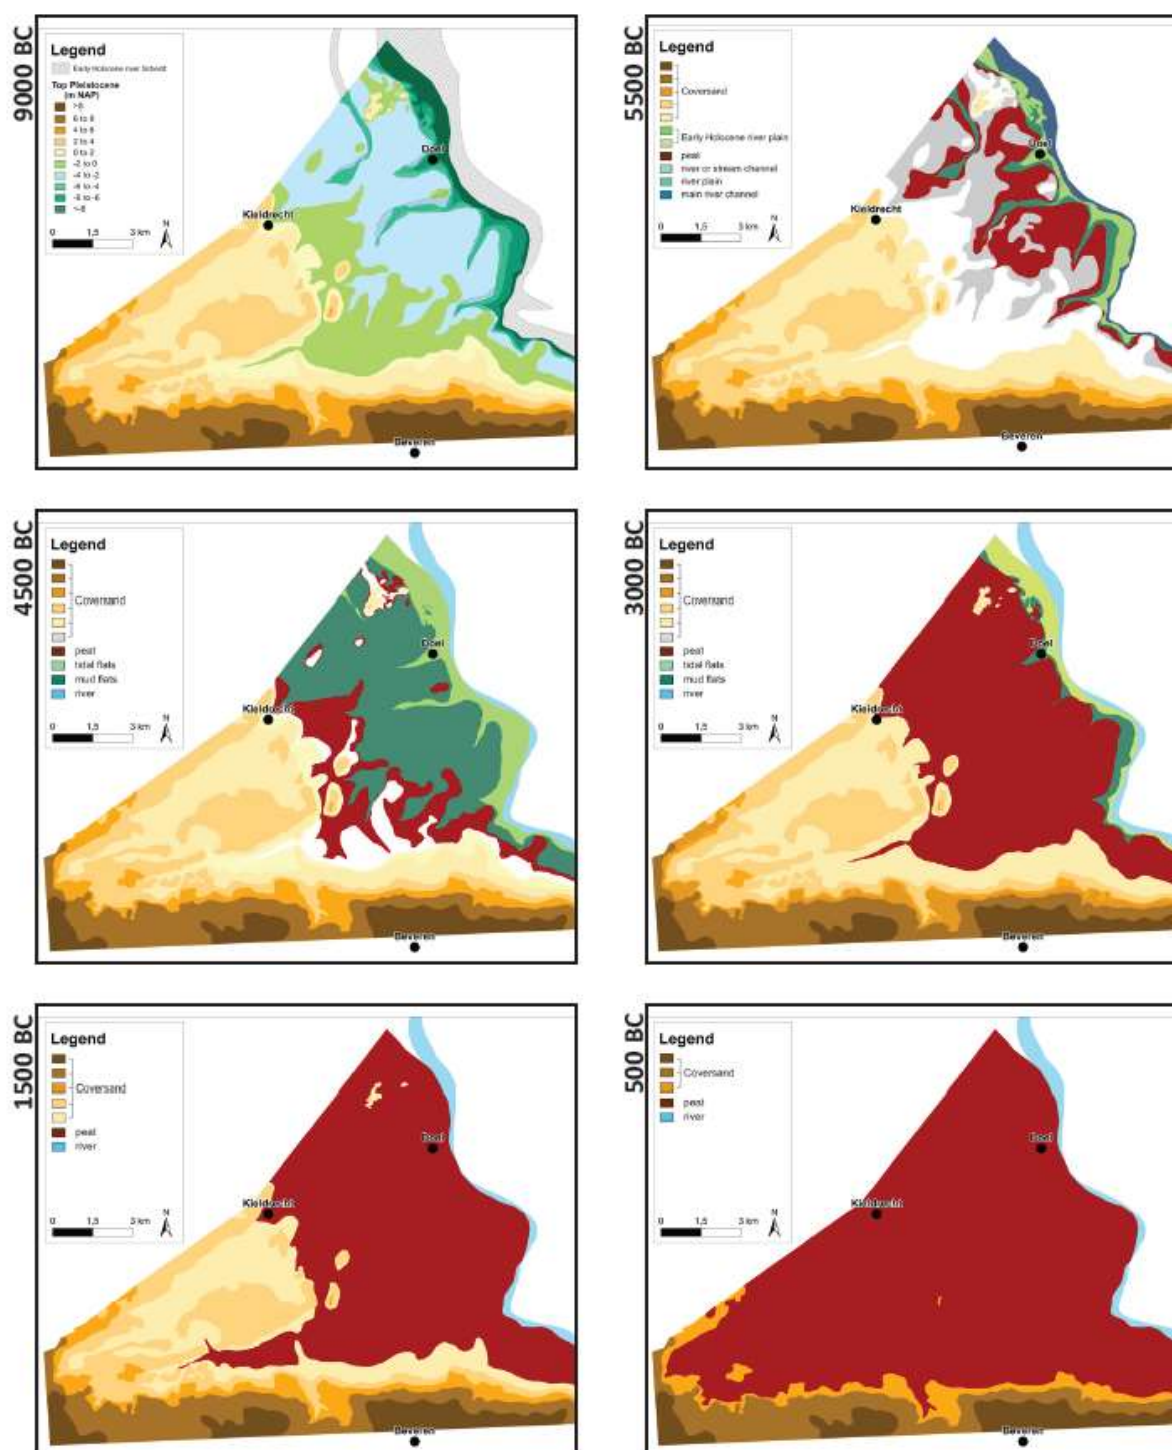 9000 BC
Legend
Early Holocene river Scheldt
Top Pleistocene
(m NAP)
>8
6 to 8
4 to 6
2 to 4
0 to 2
-2 to 0
-4 to -2
-6 to -4
-8 to -6
<-8
0 1,5 3 km
N
Doel
Kieldrecht
Beveren
5500 BC
Legend
Coversand
Early Holocene river plain
peat
river or stream channel
river plain
main river channel
0 1,5 3 km
N
Doel
Kieldrecht
Beveren
4500 BC
Legend
Coversand
peat
tidal flats
mud flats
river
0 1,5 3 km
N
Doel
Kieldrecht
Beveren
3000 BC
Legend
Coversand
peat
tidal flats
mud flats
river
0 1,5 3 km
N
Doel
Kieldrecht
Beveren
1500 BC
Legend
Coversand
peat
river
0 1,5 3 km
N
Doel
Kieldrecht
Beveren
500 BC
Legend
Coversand
peat
river
0 1,5 3 km
N
Doel
Kieldrecht
Beveren